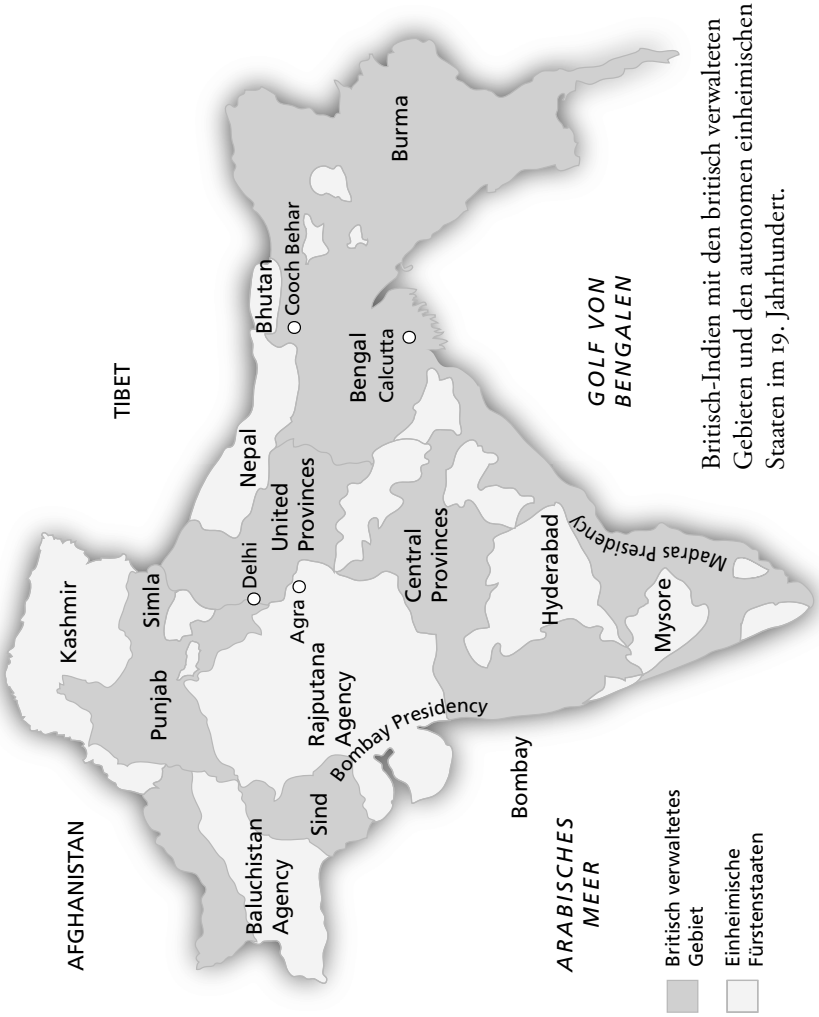 AFGHANISTAN
TIBET
Kashmir
Simla
Punjab
Delhi
Nepal
Bhutan
Cooch Behar
Burma
Baluchistan
Agency
Sind
Rajputana
Agency
Agra
United
Provinces
Bengal
Calcutta
Bombay Presidency
Central
Provinces
Hyderabad
Madras Presidency
Mysore
Bombay
ARABISCHES
MEER
GOLF VON
BENGALEN
Britisch verwaltetes
Gebiet
Einheimische
Fürstenstaaten
Britisch-Indien mit den britisch verwalteten
Gebieten und den autonomen einheimischen
Staaten im 19. Jahrhundert.